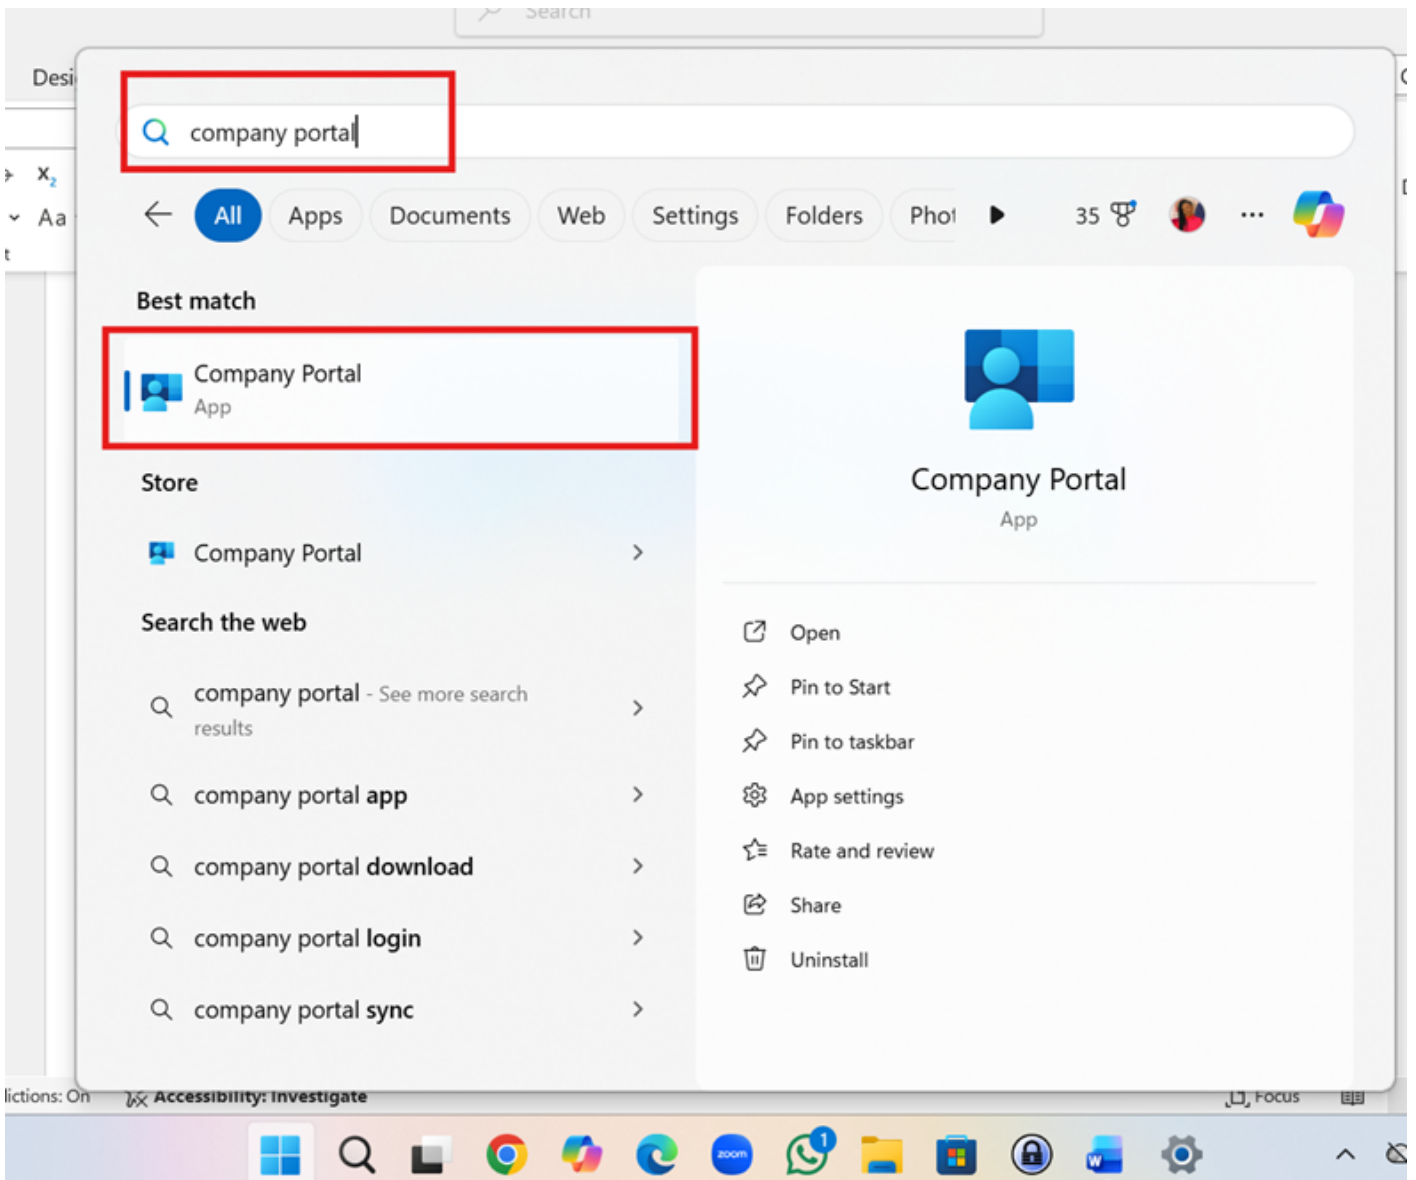 Search
Desi
company portal
X2
Aa
All Apps Documents Web Settings Folders Phot 35
Best match
Company Portal
App
Store
Company Portal
Search the web
company portal - See more search
results
company portal app
company portal download
company portal login
company portal sync
Company Portal
App
Open
Pin to Start
Pin to taskbar
App settings
Rate and review
Share
Uninstall
lictions: On Accessibility: Investigate Focus
zoom 1 W